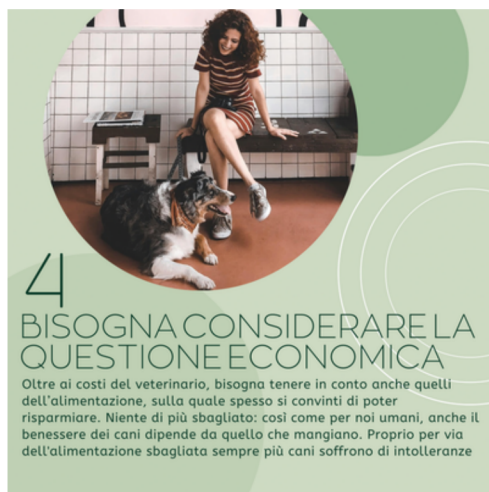 4
BISOGNA CONSIDERARE LA
QUESTIONE ECONOMICA
Oltre ai costi del veterinario, bisogna tenere in conto anche quelli
dell'alimentazione, sulla quale spesso si convinti di poter
risparmiare. Niente di più sbagliato: così come per noi umani, anche il
benessere dei cani dipende da quello che mangiano. Proprio per via
dell'alimentazione sbagliata sempre più cani soffrono di intolleranze